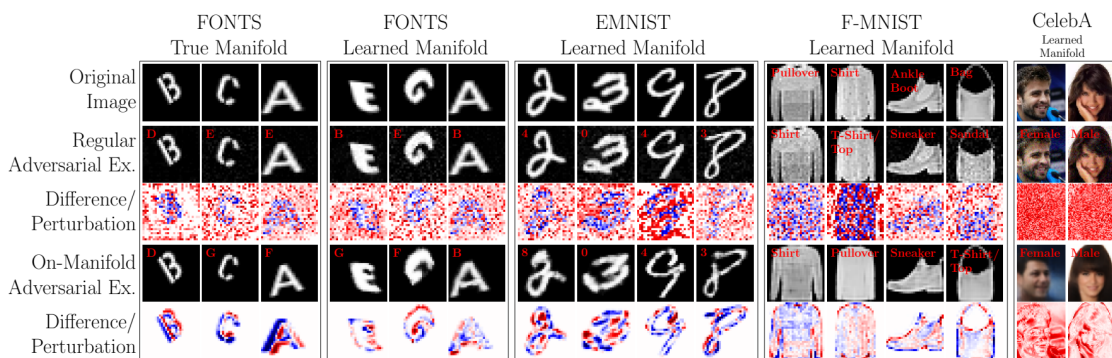 FONTS FONTS EMNIST F-MNIST CelebA
True Manifold Learned Manifold Learned Manifold Learned Manifold Learned
Manifold
Original
Image
Pullover Shirt Ankle Boot Bag
Regular
Adversarial Ex.
D E E B E B 4 0 4 3 Shirt T-Shirt/ Sneaker Sandal Female Male
Top
Difference/
Perturbation
On-Manifold
Adversarial Ex.
D G F G F B 8 0 4 3 Shirt Pullover Sneaker T-Shirt/ Female Male
Top
Difference/
Perturbation